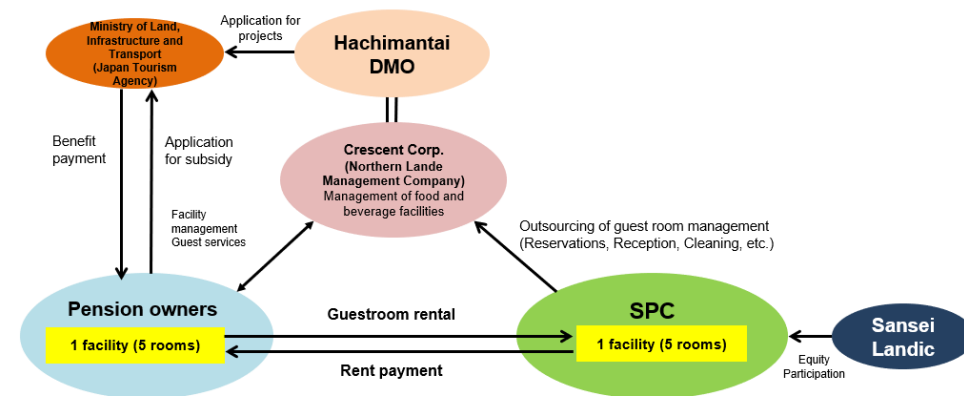 Ministry of Land,
Infrastructure and
Transport
(Japan Tourism
Agency)
Application for
projects
Hachimantai
DMO
Benefit
payment
Application
for subsidy
Crescent Corp.
(Northern Lande
Management Company)
Management of food and
beverage facilities
Facility
management
Guest services
Outsourcing of guest room management
(Reservations, Reception, Cleaning, etc.)
Pension owners
1 facility (5 rooms)
Guestroom rental
Rent payment
SPC
1 facility (5 rooms)
Equity
Participation
Sansei
Landic